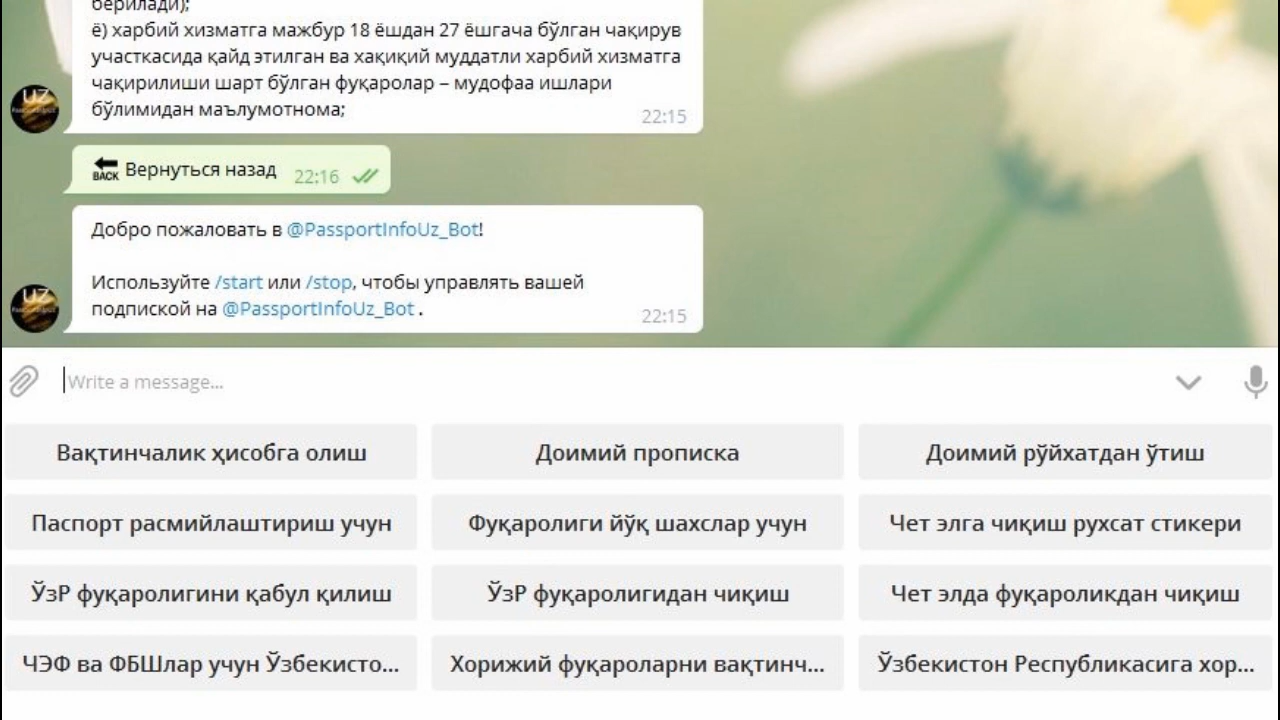 берилади);
ё) харбий хизматга мажбур 18 ёшдан 27 ёшгача бўлган чақирув
участкасида қайд этилган ва хақиқий муддатли харбий хизматга
чақирилиши шарт бўлган фуқаролар – мудофаа ишлари
бўлимидан маълумотнома;
UZ
22:15
BACK Вернуться назад 22:16
Добро пожаловать в @PassportInfoUz_Bot!
Используйте /start или /stop, чтобы управлять вашей
подпиской на @PassportInfoUz_Bot .
UZ
22:15
Write a message...
Вақтинчалик ҳисобга олиш
Доимий прописка
Доимий рўйхатдан ўтиш
Паспорт расмийлаштириш учун
Фуқаролиги йўқ шахслар учун
Чет элга чиқиш рухсат стикери
ЎзР фуқаролигини қабул қилиш
ЎзР фуқаролигидан чиқиш
Чет элда фуқароликдан чиқиш
ЧЭФ ва ФБШлар учун Ўзбекисто...
Хорижий фуқароларни вақтинч...
Ўзбекистон Республикасига хор...